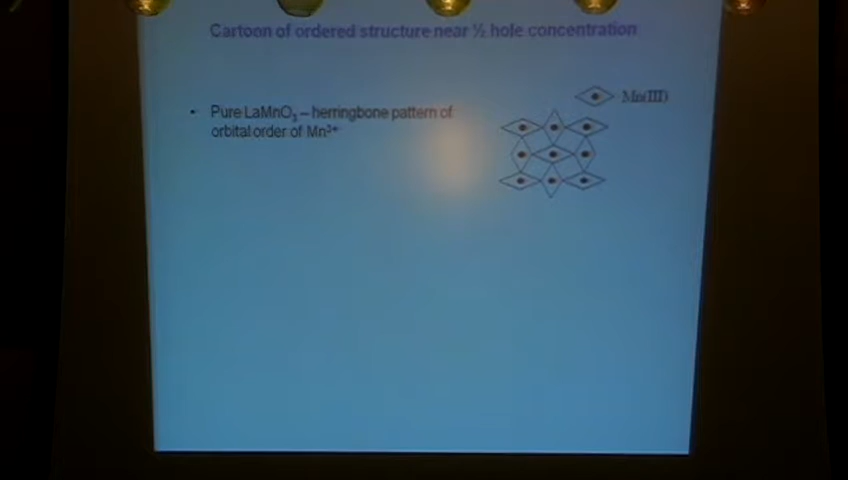 Cartoon of ordered structure near ½ hole concentration
Mn(III)
• Pure LaMnO₃ – herringbone pattern of
orbital order of Mn³⁺